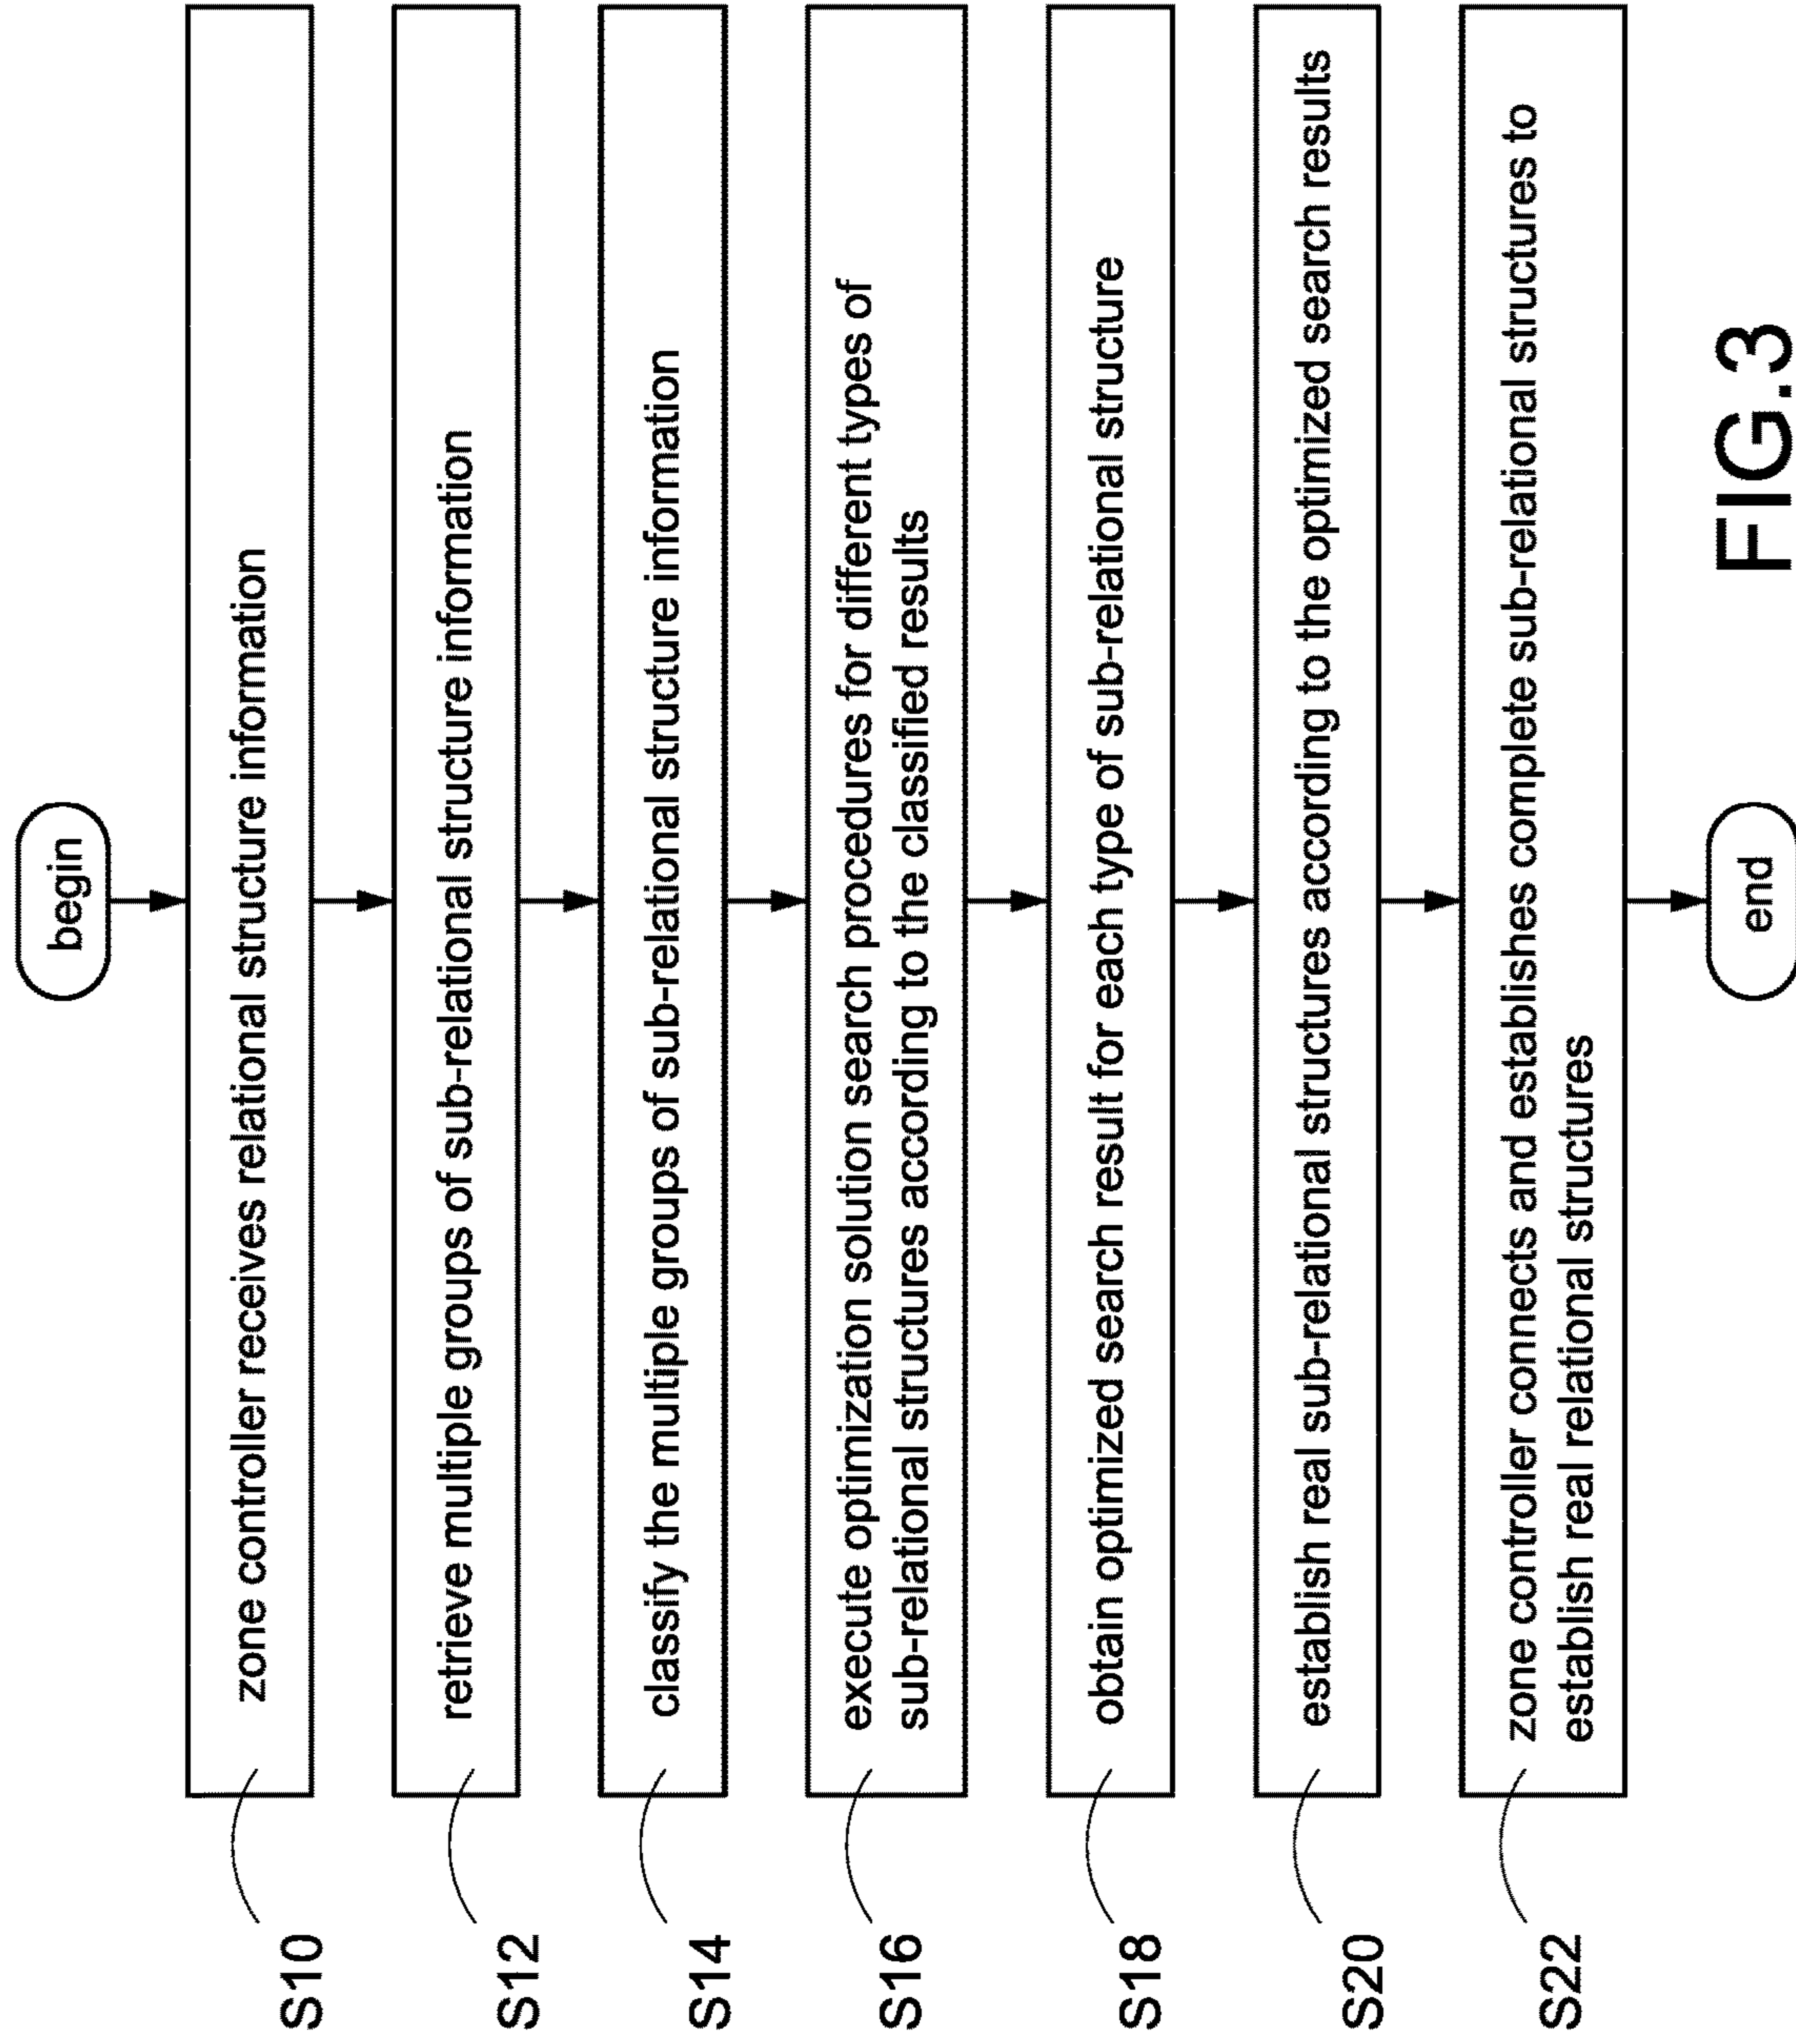 begin
S10
zone controller receives relational structure information
S12
retrieve multiple groups of sub-relational structure information
S14
classify the multiple groups of sub-relational structure information
S16
execute optimization solution search procedures for different types of
sub-relational structures according to the classified results
S18
obtain optimized search result for each type of sub-relational structure
S20
establish real sub-relational structures according to the optimized search results
S22
zone controller connects and establishes complete sub-relational structures to
establish real relational structures
end
FIG.3